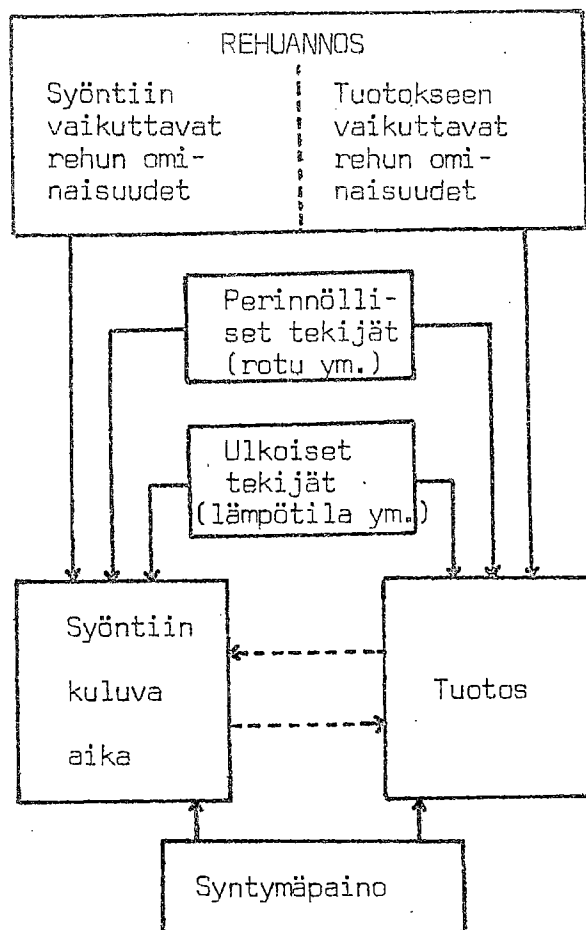 REHUANNOS
Syöntiin
vaikuttavat
rehun omi-
naisuudet
Tuotokseen
vaikuttavat
rehun omi-
naisuudet
Perinnölli-
set tekijät
(rotu ym.)
Ulkoiset
tekijät
(lämpötila ym.)
Syöntiin
kuluva
aika
Tuotos
Syntymäpaino